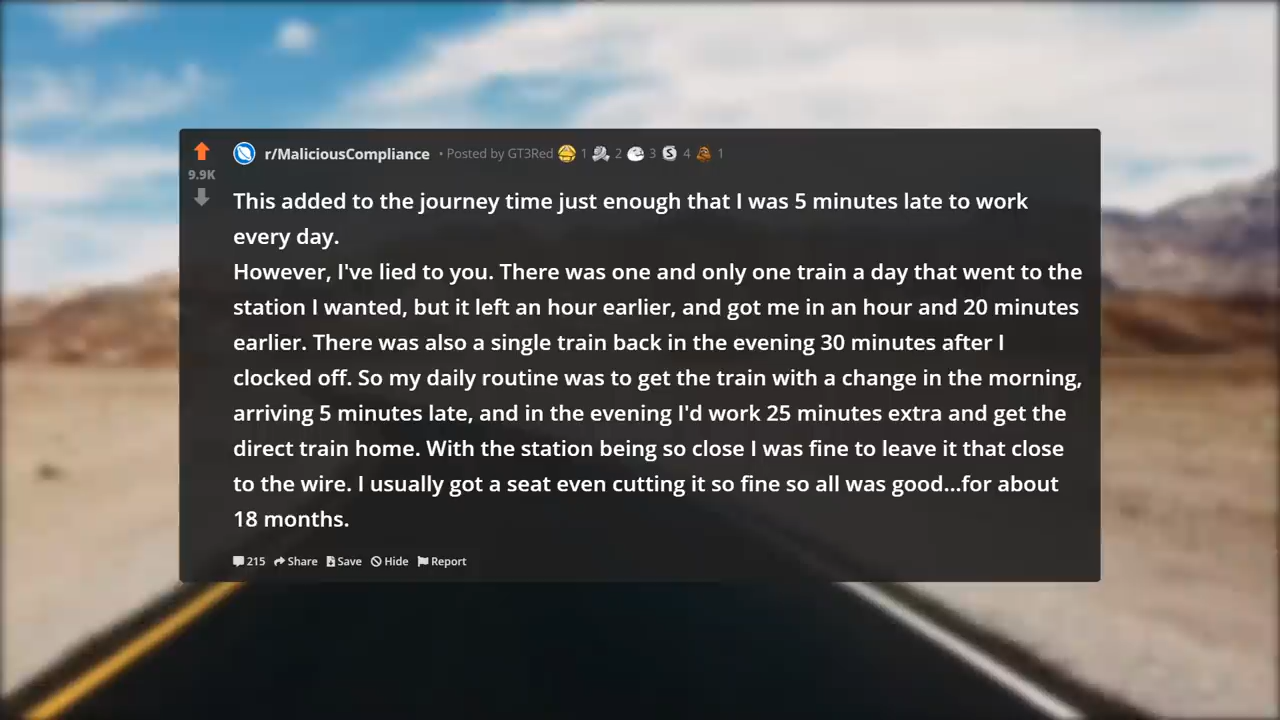 r/MaliciousCompliance • Posted by GT3Red 1 2 3 4 1
9.9K
This added to the journey time just enough that I was 5 minutes late to work
every day.
However, I've lied to you. There was one and only one train a day that went to the
station I wanted, but it left an hour earlier, and got me in an hour and 20 minutes
earlier. There was also a single train back in the evening 30 minutes after I
clocked off. So my daily routine was to get the train with a change in the morning,
arriving 5 minutes late, and in the evening I'd work 25 minutes extra and get the
direct train home. With the station being so close I was fine to leave it that close
to the wire. I usually got a seat even cutting it so fine so all was good...for about
18 months.
215 Share Save Hide Report